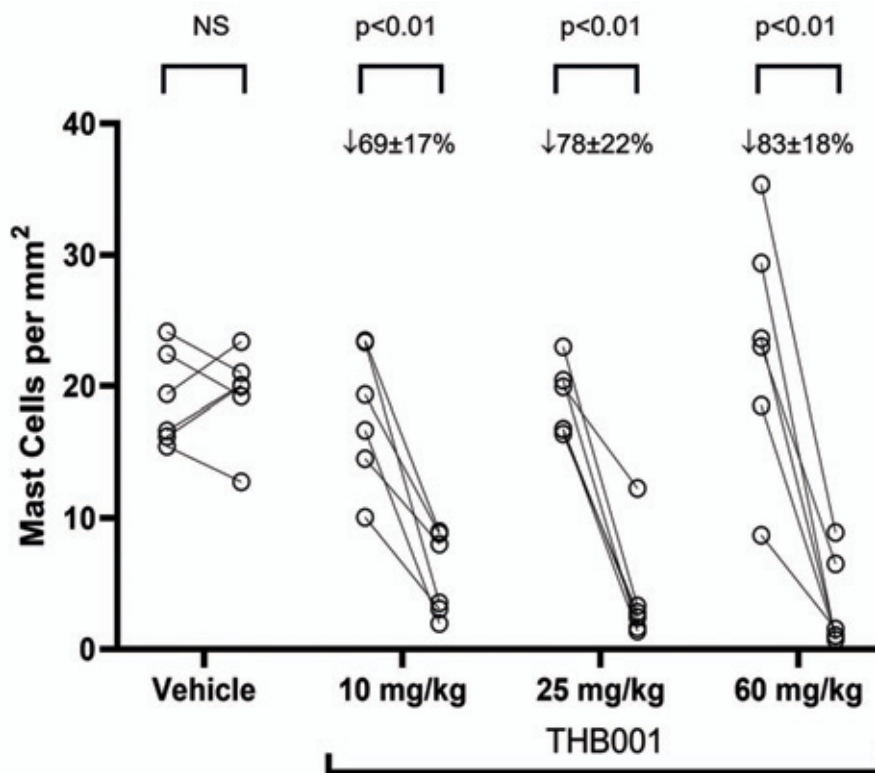 NS p<0.01 p<0.01 p<0.01
↓69±17% ↓78±22% ↓83±18%
40
30
20
10
0
Mast Cells per mm²
Vehicle 10 mg/kg 25 mg/kg 60 mg/kg
THB001